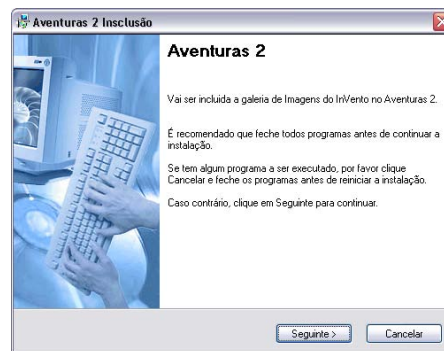 Aventuras 2 Insclusão
Aventuras 2
Vai ser incluida a galeria de Imagens do InVento no Aventuras 2.
É recomendado que feche todos programas antes de continuar a
instalação.
Se tem algum programa a ser executado, por favor clique
Cancelar e feche os programas antes de reiniciar a instalação.
Caso contrário, clique em Seguinte para continuar.
Seguinte >
Cancelar